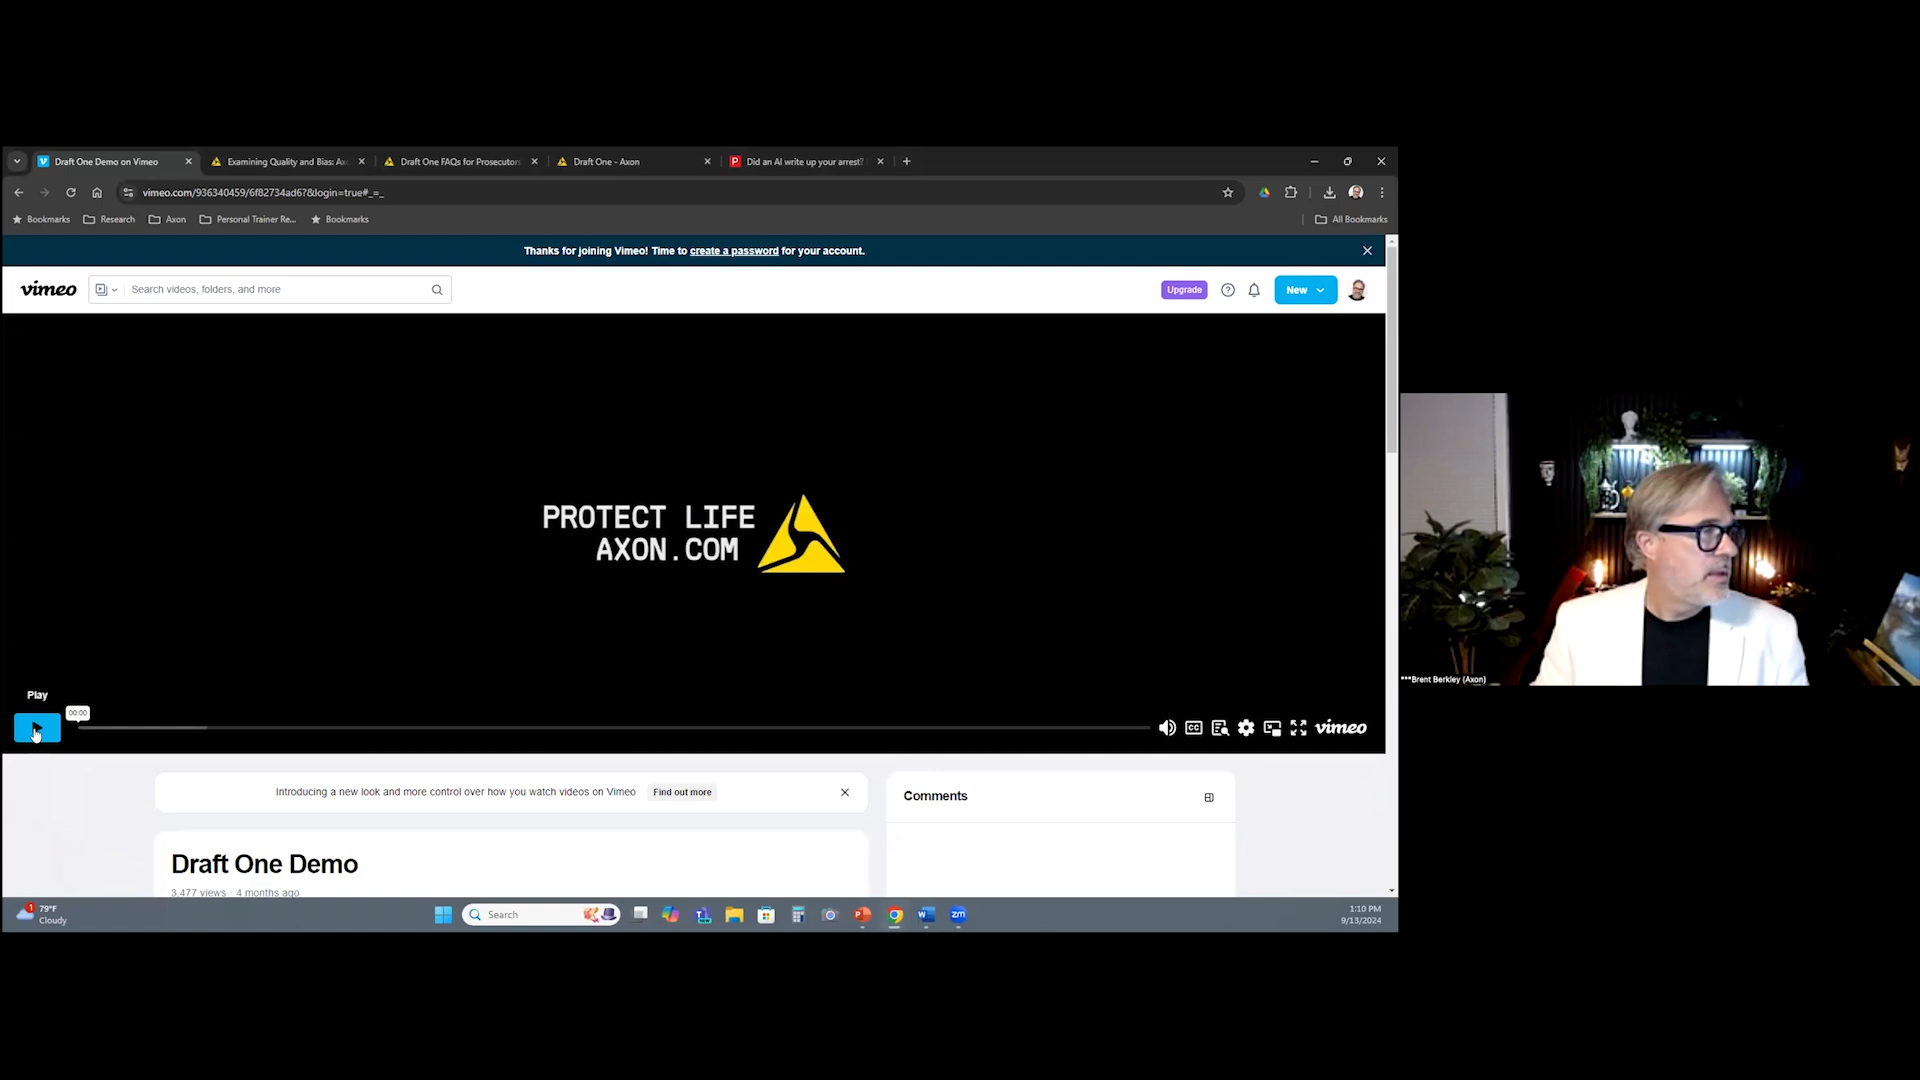 Draft One Demo on Vimeo
Examining Quality and Bias: Ax
Draft One FAQs for Prosecutors
Draft One - Axon
Did an AI write up your arrest?
vimeo.com/936340459/6f82734ad6?&login=true#_=_
Bookmarks
Research
Axon
Personal Trainer Re...
Bookmarks
All Bookmarks
Thanks for joining Vimeo! Time to create a password for your account.
vimeo
Search videos, folders, and more
Upgrade
New
PROTECT LIFE
AXON.COM
Play
00:00
CC
vimeo
Introducing a new look and more control over how you watch videos on Vimeo
Find out more
Comments
Draft One Demo
3,477 views · 4 months ago
***Brent Berkley (Axon)
1
79°F
Cloudy
Search
zm
1:10 PM
9/13/2024